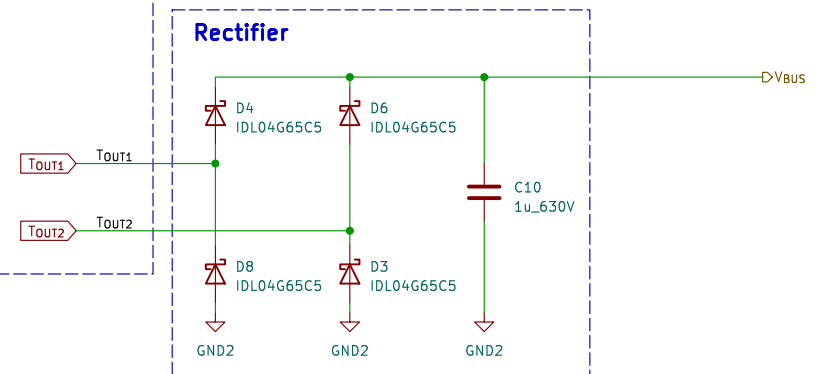 Rectifier
VBUS
D4
IDL04G65C5
D6
IDL04G65C5
TOUT1
TOUT1
C10
1u_630V
TOUT2
TOUT2
D8
IDL04G65C5
D3
IDL04G65C5
GND2
GND2
GND2